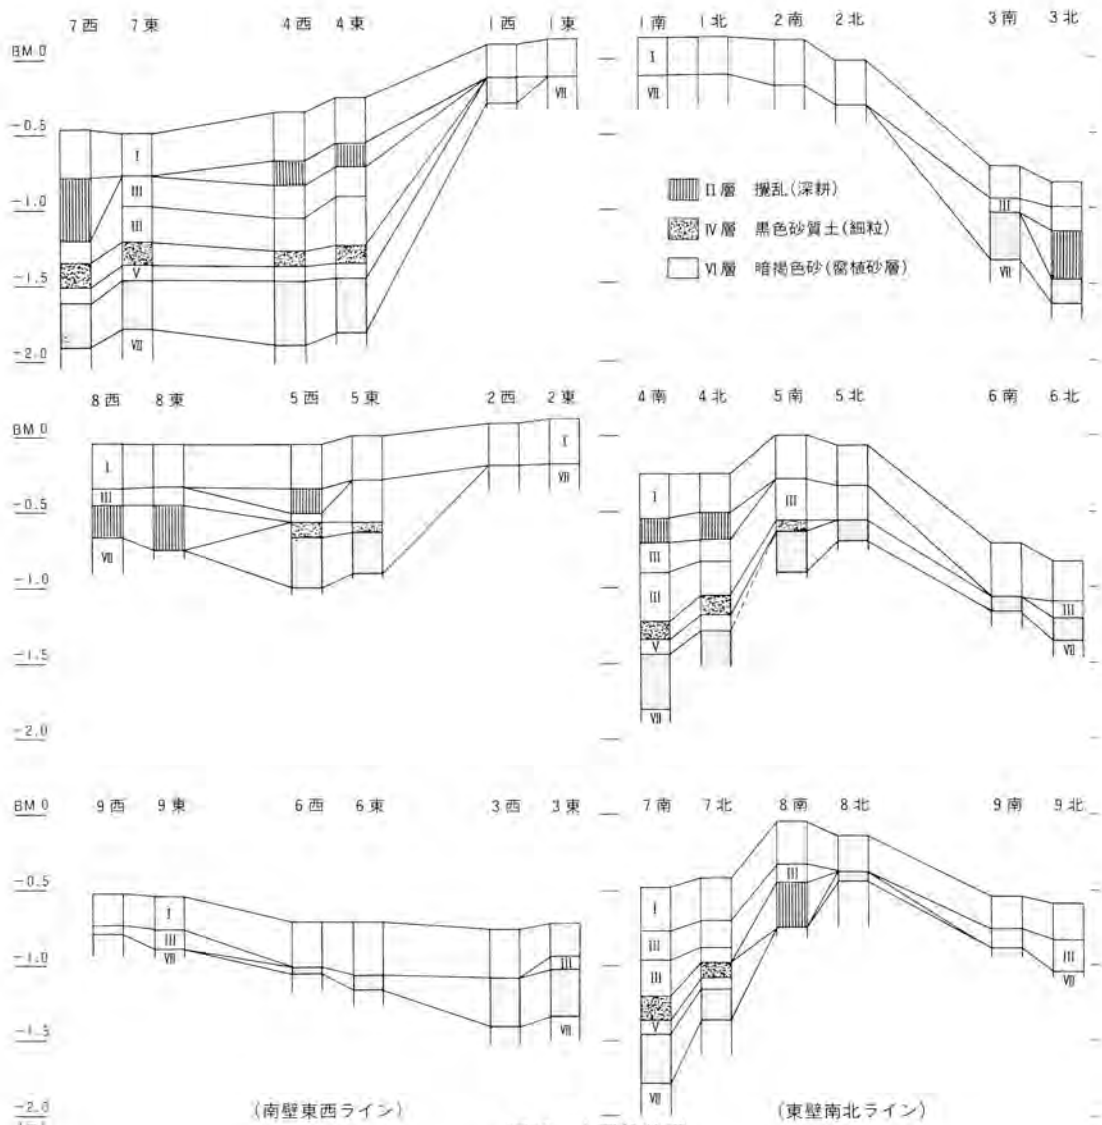 7西 7東 4西 4東 1西 1東
BM 0
-0.5
-1.0
-1.5
-2.0
I
III
III
V
VII
VII
1南 1北 2南 2北 3南 3北
I
VII
III
VII
II層 攪乱(深耕)
IV層 黒色砂質土(細粒)
VI層 暗褐色砂(腐植砂層)
8西 8東 5西 5東 2西 2東
BM 0
-0.5
-1.0
-1.5
-2.0
I
III
VII
I
VII
4南 4北 5南 5北 6南 6北
I
III
III
V
VII
III
III
VII
9西 9東 6西 6東 3西 3東
BM 0
-0.5
-1.0
-1.5
-2.0
I
III
VII
III
VII
7南 7北 8南 8北 9南 9北
I
III
III
V
VII
III
III
VII
(南壁東西ライン)
(東壁南北ライン)